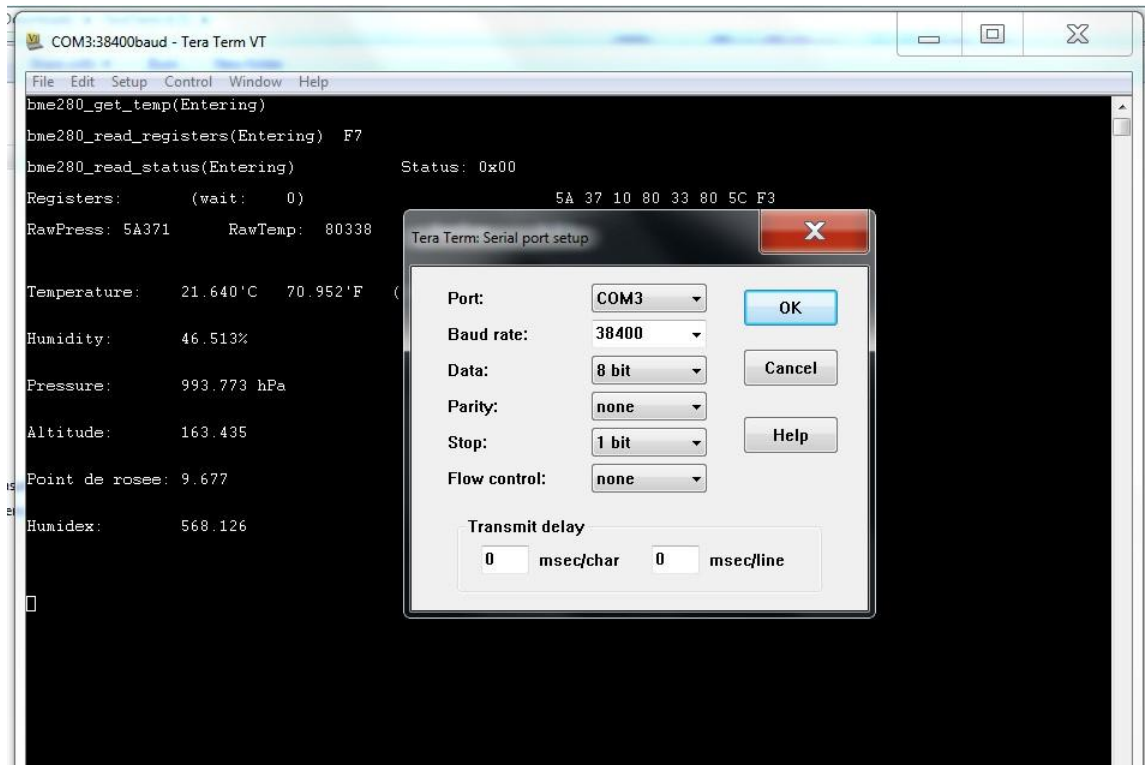 COM3:38400baud - Tera Term VT
File Edit Setup Control Window Help
bme280_get_temp(Entering)
bme280_read_registers(Entering) F7
bme280_read_status(Entering) Status: 0x00
Registers: (wait: 0) 5A 37 10 80 33 80 5C F3
RawPress: 5A371 RawTemp: 80338
Temperature: 21.640'C 70.952'F (
Humidity: 46.513%
Pressure: 993.773 hPa
Altitude: 163.435
Point de rosee: 9.677
Humidex: 568.126
Tera Term: Serial port setup
Port: COM3
OK
Baud rate: 38400
Data: 8 bit
Cancel
Parity: none
Stop: 1 bit
Help
Flow control: none
Transmit delay
0 msec/char 0 msec/line